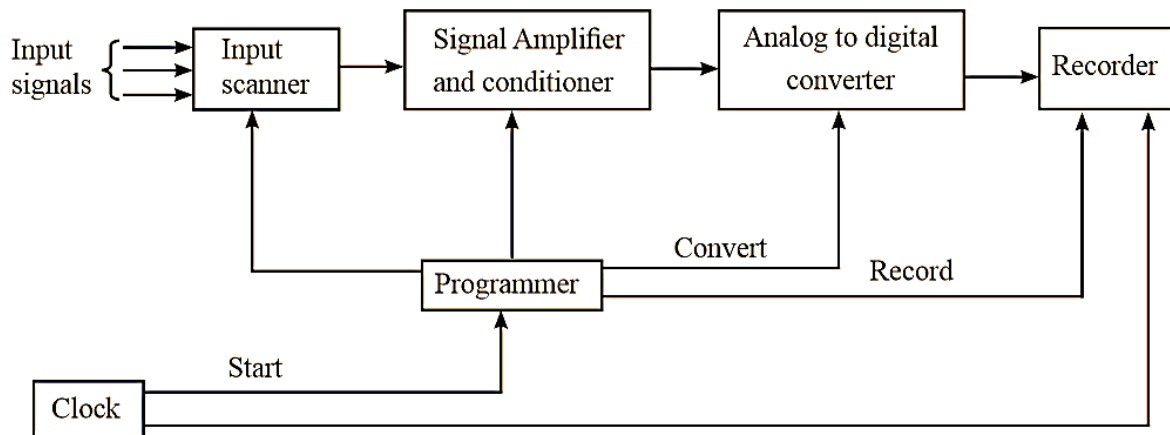 Input
signals
Input
scanner
Signal Amplifier
and conditioner
Analog to digital
converter
Recorder
Convert
Record
Programmer
Start
Clock